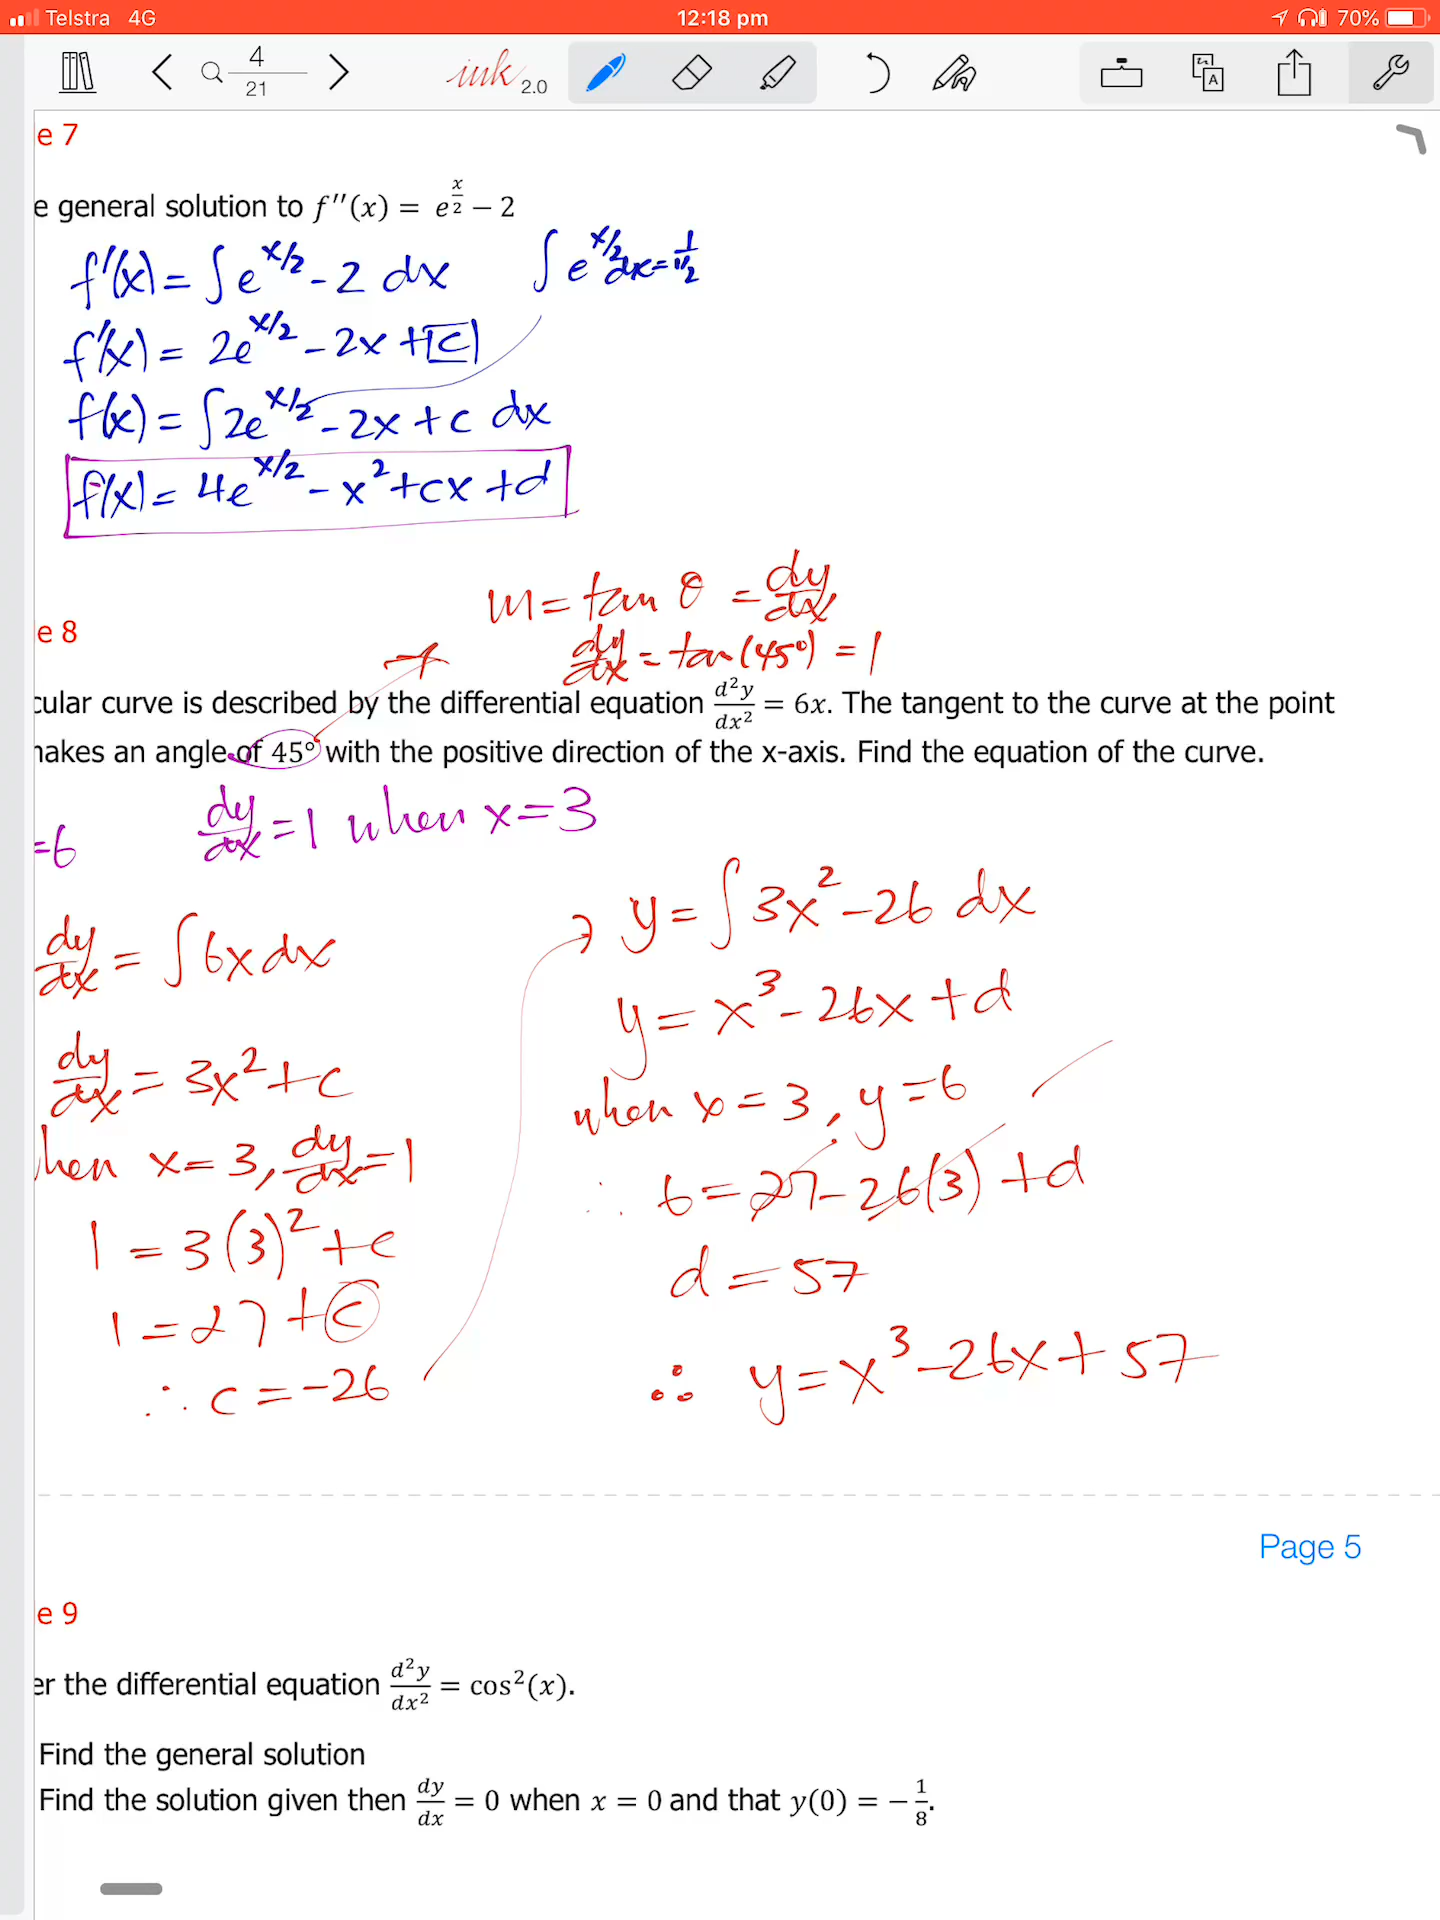 Telstra 4G 12:18 pm 70%
4
21
ink 2.0
e 7
e general solution to f''(x) = e^(x/2) − 2
f'(x) = ∫ e^(x/2) - 2 dx ∫ e^(x/2) dx = 1/(1/2)
f'(x) = 2e^(x/2) - 2x + c
f(x) = ∫ 2e^(x/2) - 2x + c dx
f(x) = 4e^(x/2) - x² + cx + d
m = tan θ = dy/dx
dy/dx = tan(45°) = 1
e 8
cular curve is described by the differential equation d²y/dx² = 6x. The tangent to the curve at the point
makes an angle of 45° with the positive direction of the x-axis. Find the equation of the curve.
=6 dy/dx = 1 when x = 3
dy/dx = ∫ 6x dx
dy/dx = 3x² + c
when x = 3, dy/dx = 1
1 = 3(3)² + c
1 = 27 + c
∴ c = -26
y = ∫ 3x² - 26 dx
y = x³ - 26x + d
when x = 3, y = 6
∴ 6 = 27 - 26(3) + d
d = 57
∴ y = x³ - 26x + 57
Page 5
e 9
er the differential equation d²y/dx² = cos²(x).
Find the general solution
Find the solution given then dy/dx = 0 when x = 0 and that y(0) = −1/8.